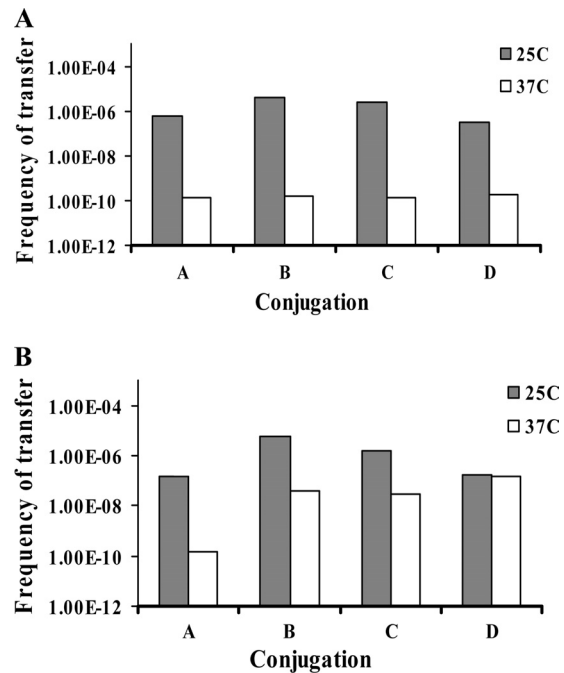 A
Frequency of transfer
1.00E-04
1.00E-06
1.00E-08
1.00E-10
1.00E-12
25C
37C
A B C D
Conjugation
B
Frequency of transfer
1.00E-04
1.00E-06
1.00E-08
1.00E-10
1.00E-12
25C
37C
A B C D
Conjugation